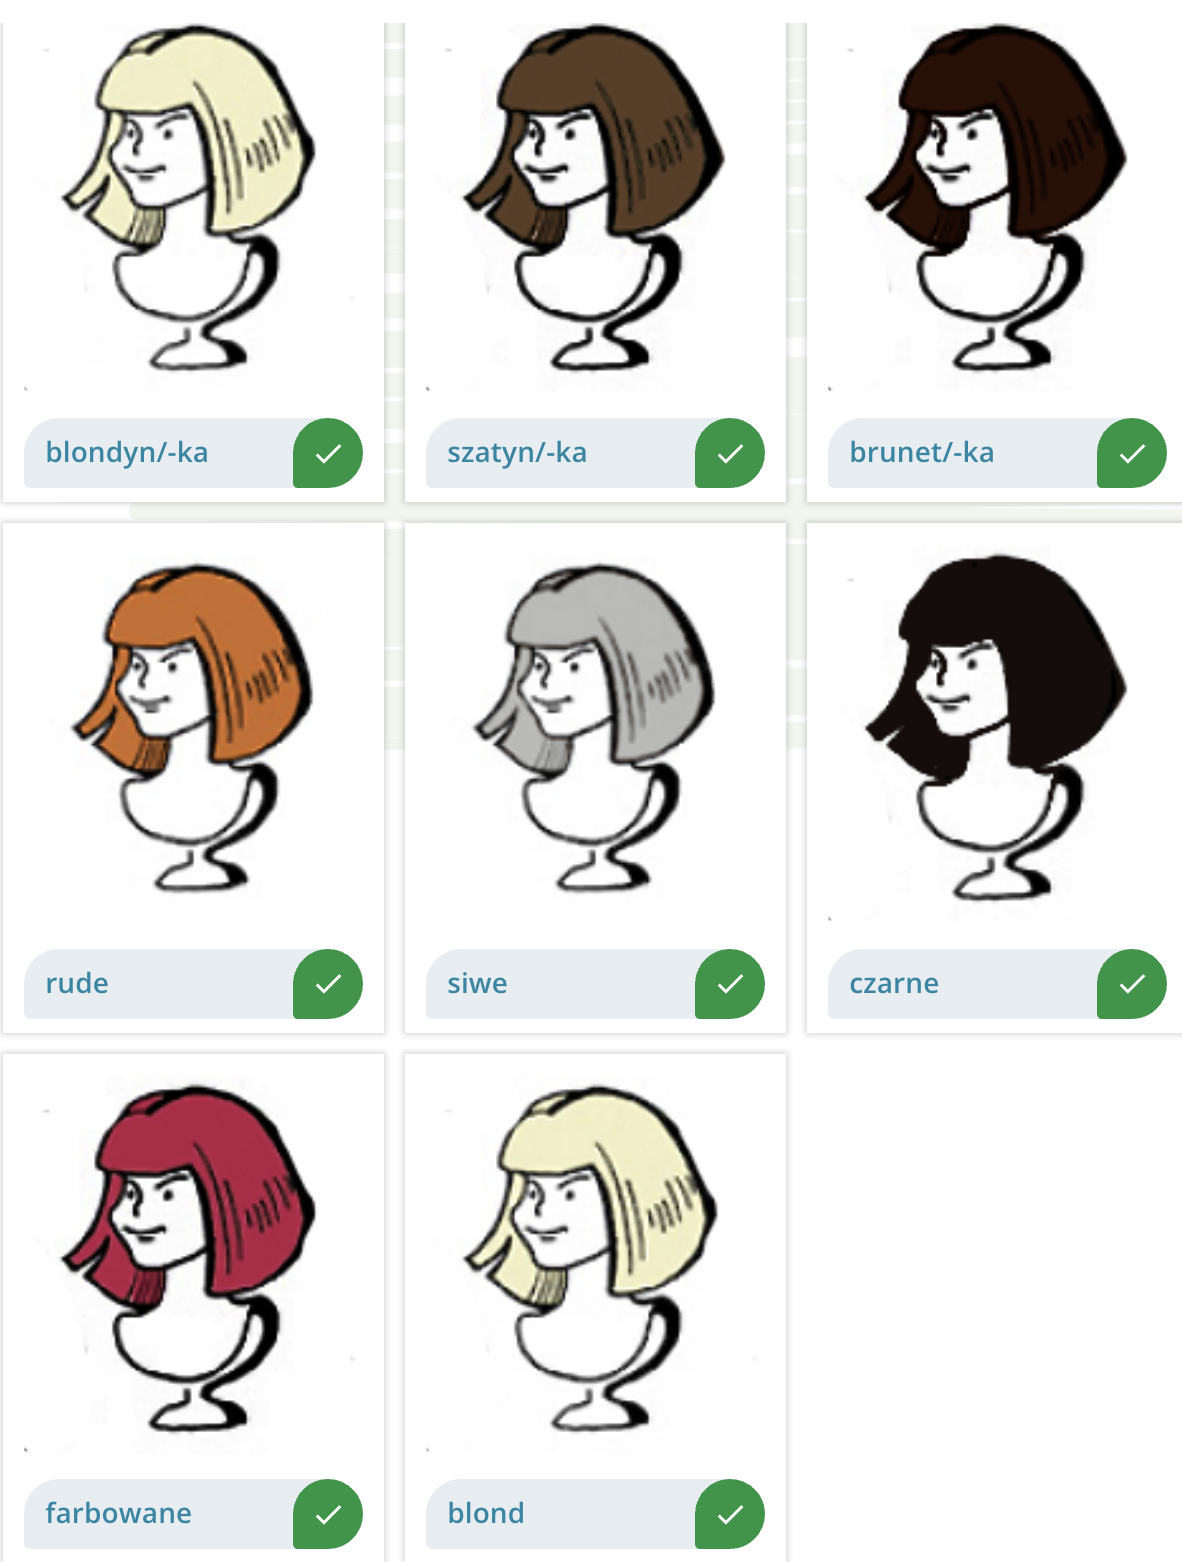 blondyn/-ka
szatyn/-ka
brunet/-ka
rude
siwe
czarne
farbowane
blond